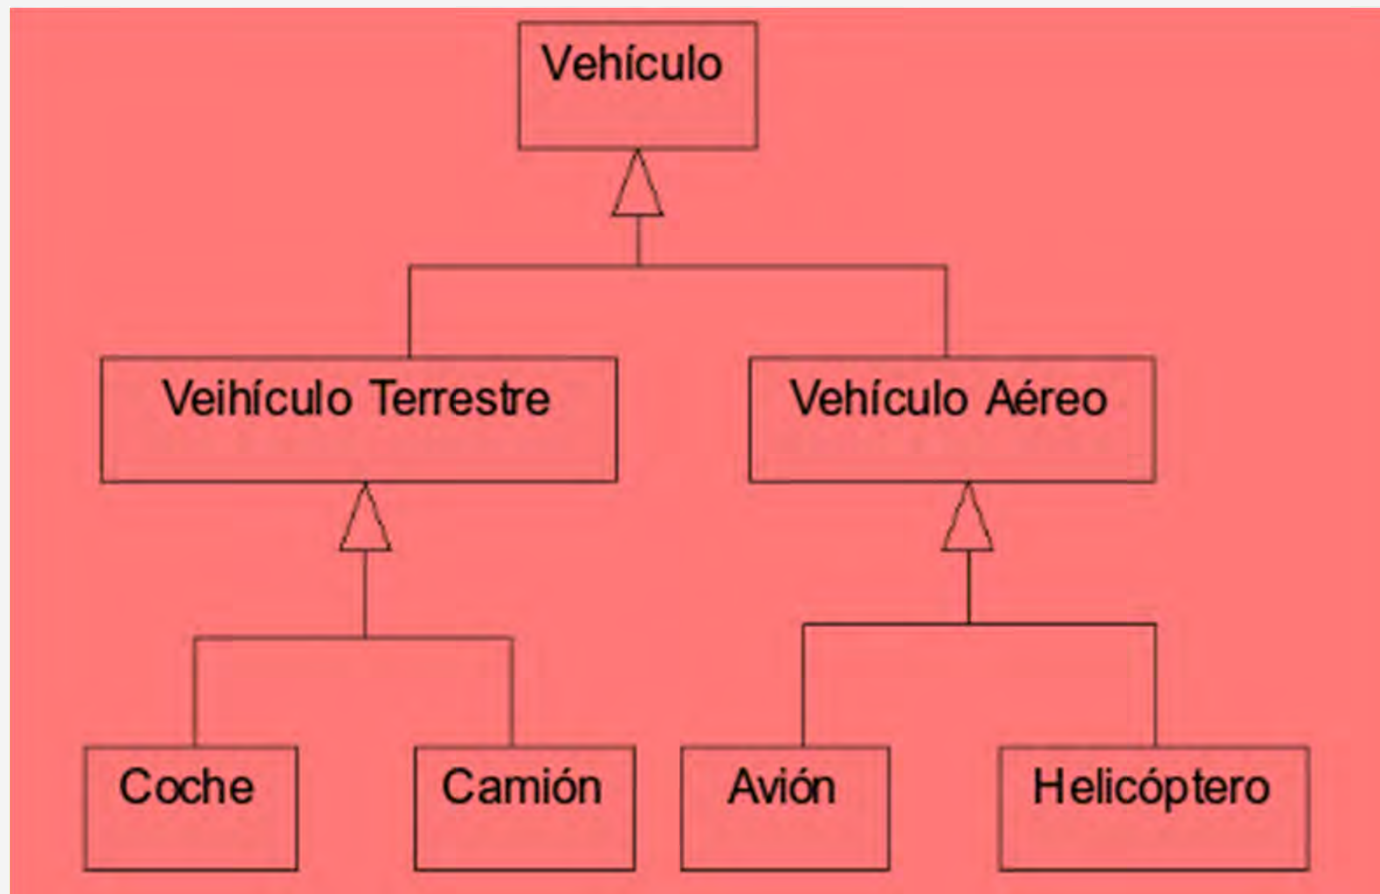 Vehículo
Veihículo Terrestre
Vehículo Aéreo
Coche
Camión
Avión
Helicóptero